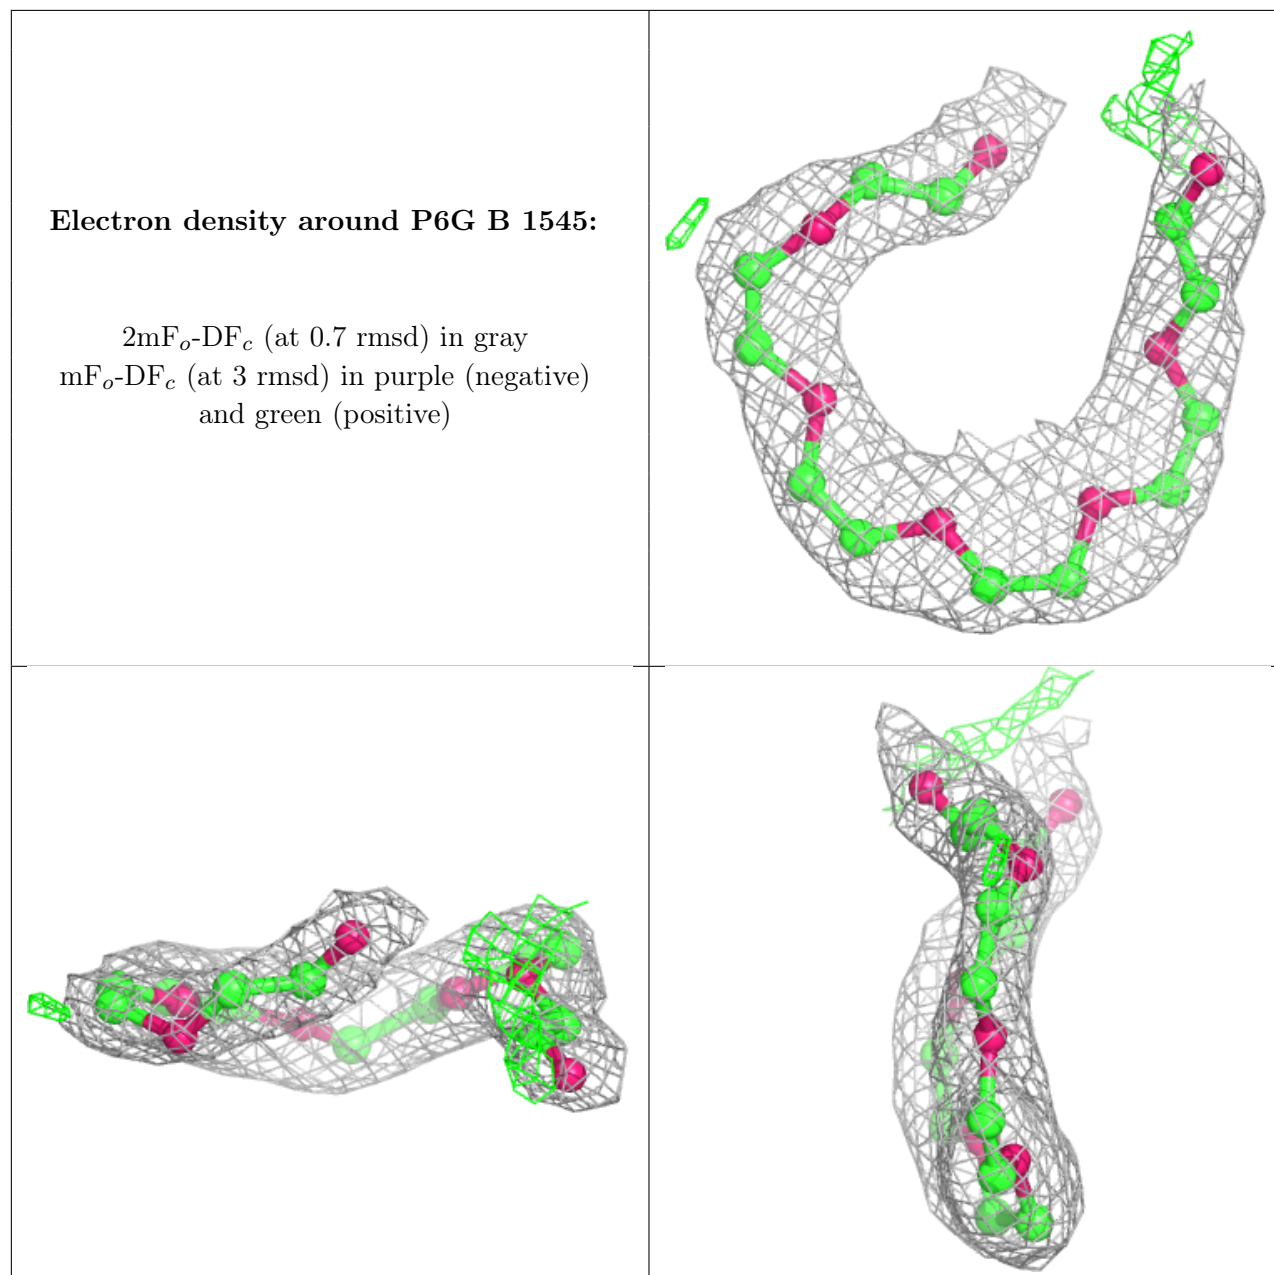 Electron density around P6G B 1545:
2mFₒ-DF𝑐 (at 0.7 rmsd) in gray
mFₒ-DF𝑐 (at 3 rmsd) in purple (negative)
and green (positive)